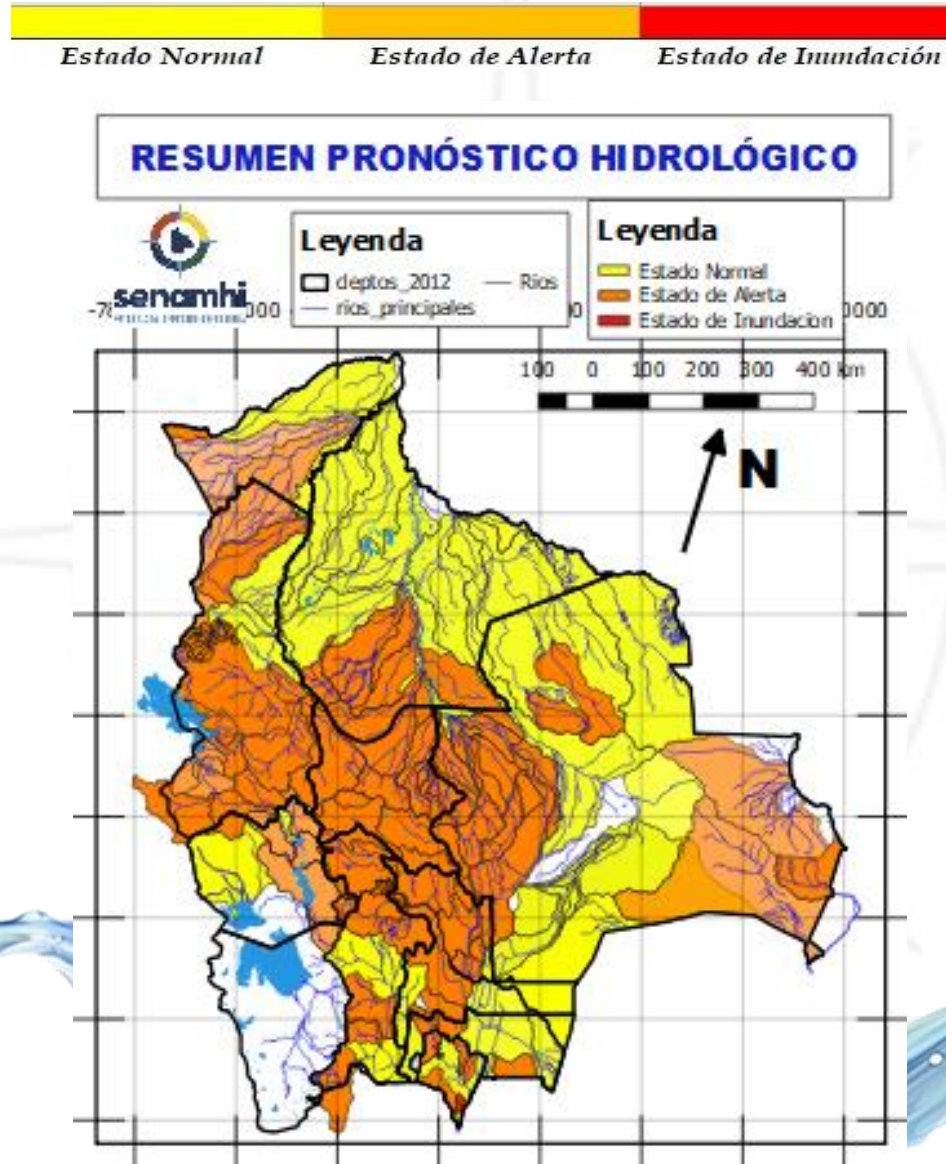 Estado Normal
Estado de Alerta
Estado de Inundación
RESUMEN PRONÓSTICO HIDROLÓGICO
senamhi
Leyenda
deptos_2012
Rios
rios_principales
Leyenda
Estado Normal
Estado de Alerta
Estado de Inundacion
100 0 100 200 300 400 km
N